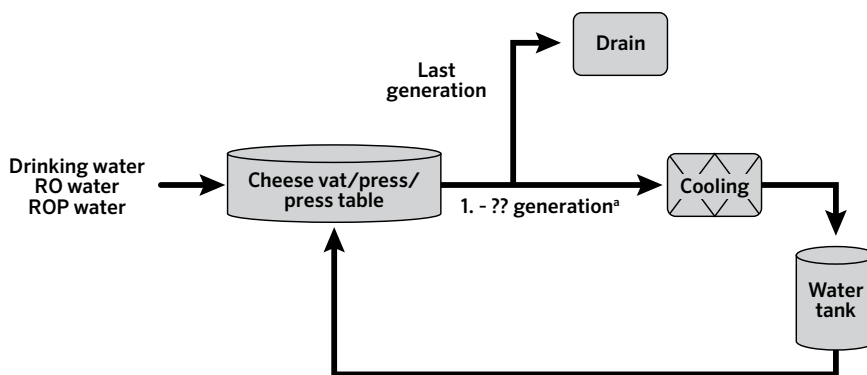 Drain
Last
generation
Drinking water
RO water
ROP water
Cheese vat/press/
press table
1. - ?? generationᵃ
Cooling
Water
tank